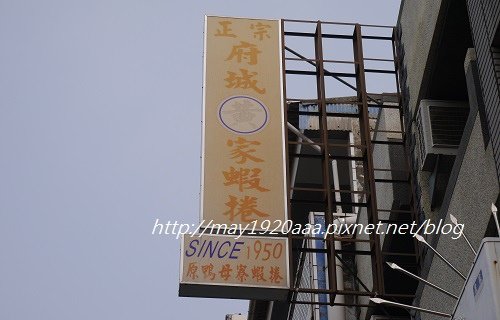 正宗
府城
黃
家蝦捲
http://may1920aaa.pixnet.net/blog
SINCE 1950
原鴨母寮蝦捲